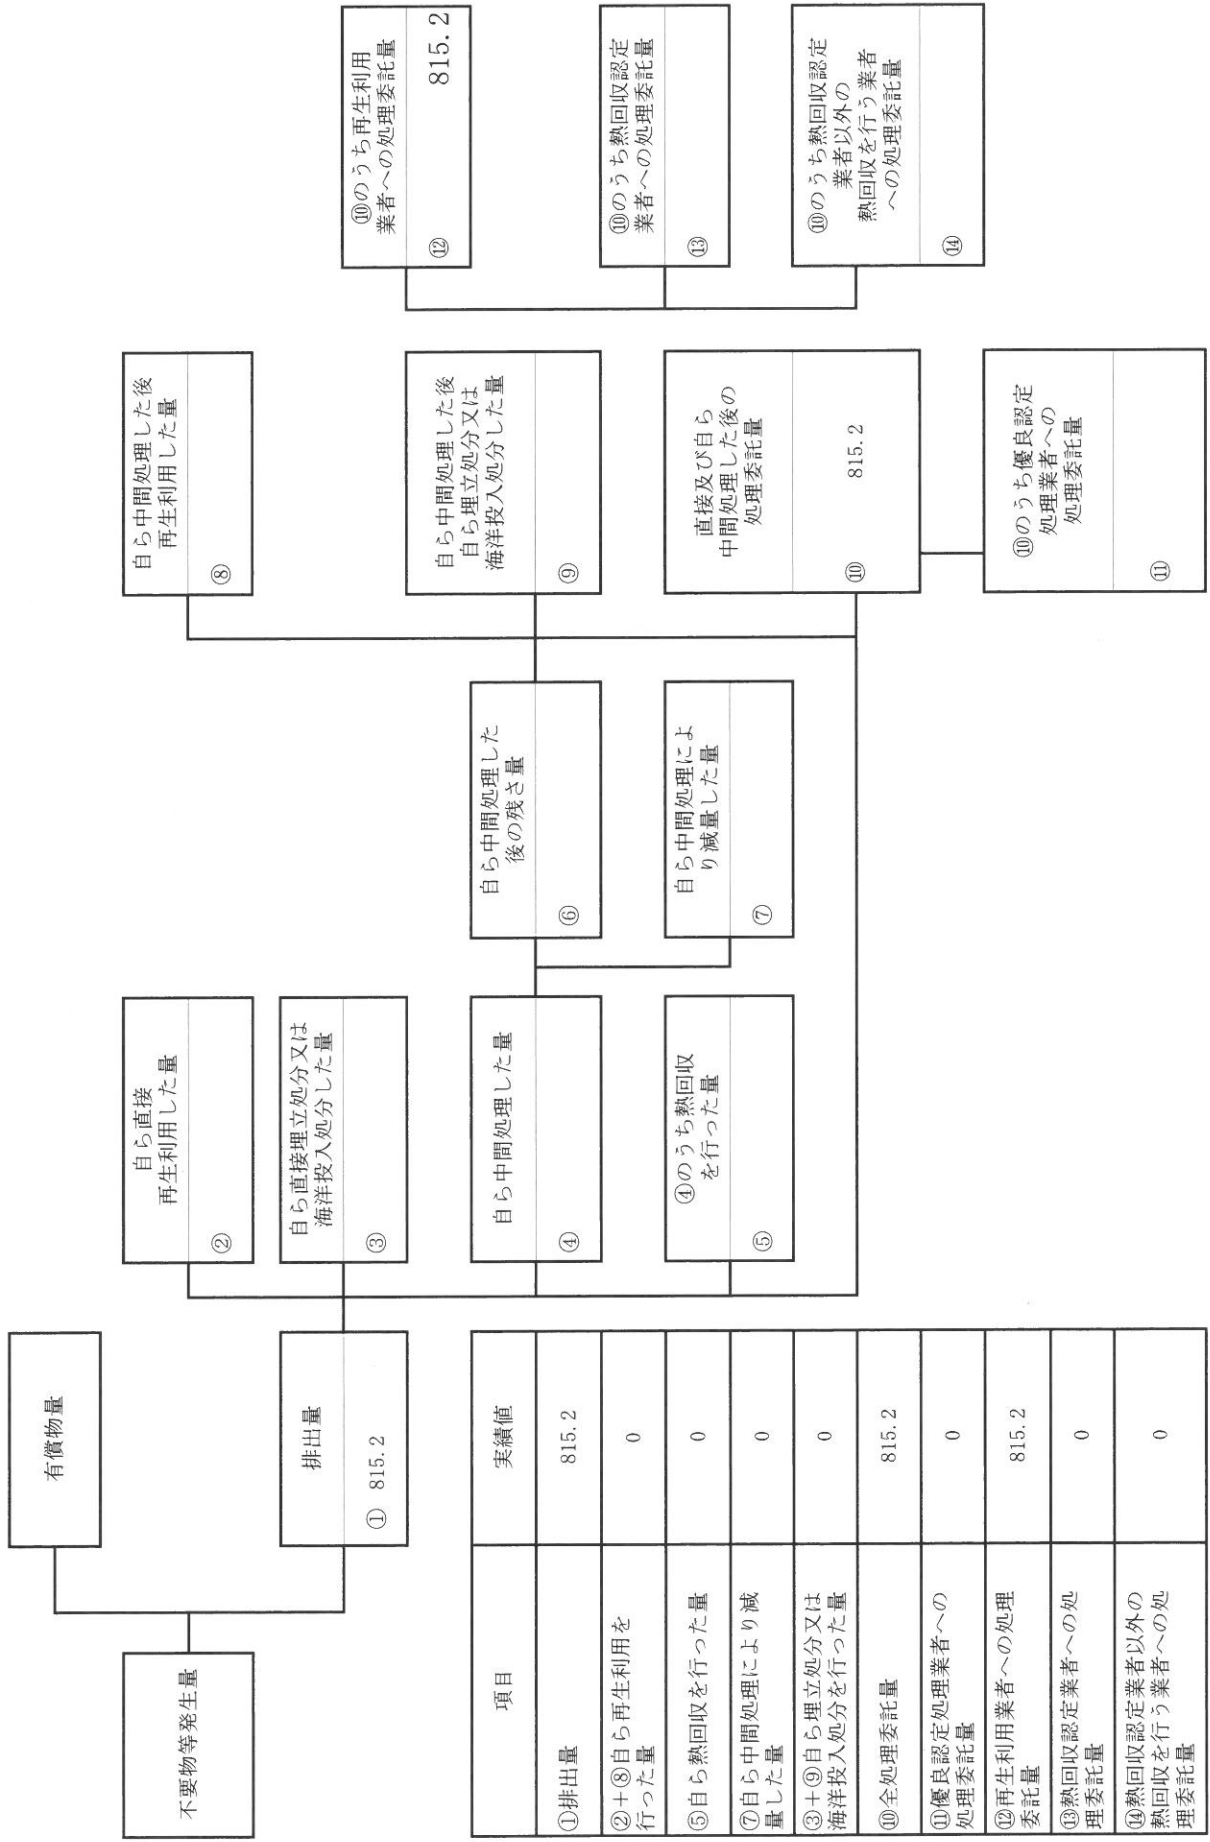 不要物等発生量
有償物量
排出量
① 815.2
自ら直接
再生利用した量
②
自ら直接埋立処分又は
海洋投入処分した量
③
自ら中間処理した量
④
④のうち熱回収
を行った量
⑤
自ら中間処理した
後の残さ量
⑥
自ら中間処理によ
り減量した量
⑦
自ら中間処理した後
再生利用した量
⑧
自ら中間処理した後
自ら埋立処分又は
海洋投入処分した量
⑨
直接及び自ら
中間処理した後の
処理委託量
815.2
⑩
⑩のうち優良認定
処理業者への
処理委託量
⑪
⑩のうち再生利用
業者への処理委託量
⑫ 815.2
⑩のうち熱回収認定
業者への処理委託量
⑬
⑩のうち熱回収認定
業者以外の
熱回収を行う業者
への処理委託量
⑭
項目 実績値
①排出量 815.2
②+⑧自ら再生利用を
行った量 0
⑤自ら熱回収を行った量 0
⑦自ら中間処理により減
量した量 0
③+⑨自ら埋立処分又は
海洋投入処分を行った量 0
⑩全処理委託量 815.2
⑪優良認定処理業者への
処理委託量 0
⑫再生利用業者への処理
委託量 815.2
⑬熱回収認定業者への処
理委託量 0
⑭熱回収認定業者以外の
熱回収を行う業者への処
理委託量 0